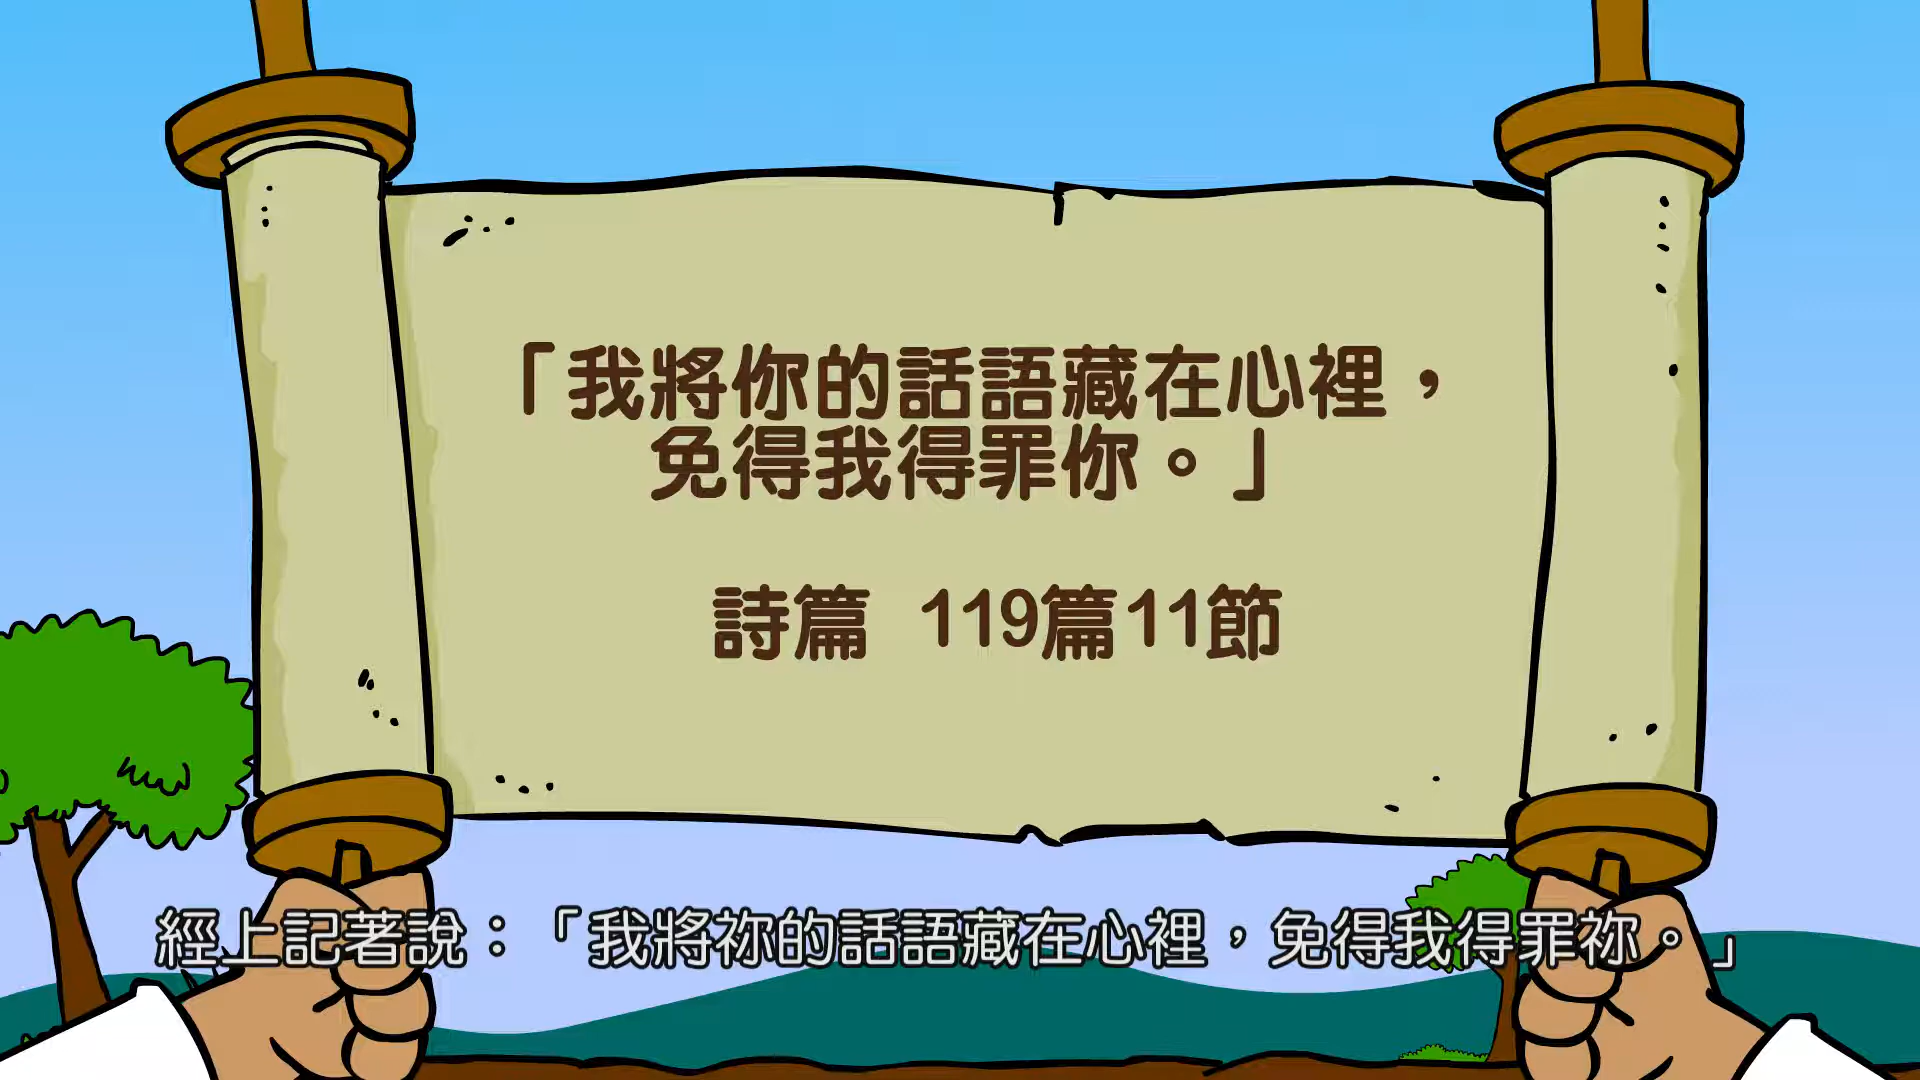 「我將你的話語藏在心裡，
免得我得罪你。」
詩篇 119篇11節
經上記著說：「我將祢的話語藏在心裡，免得我得罪祢。」